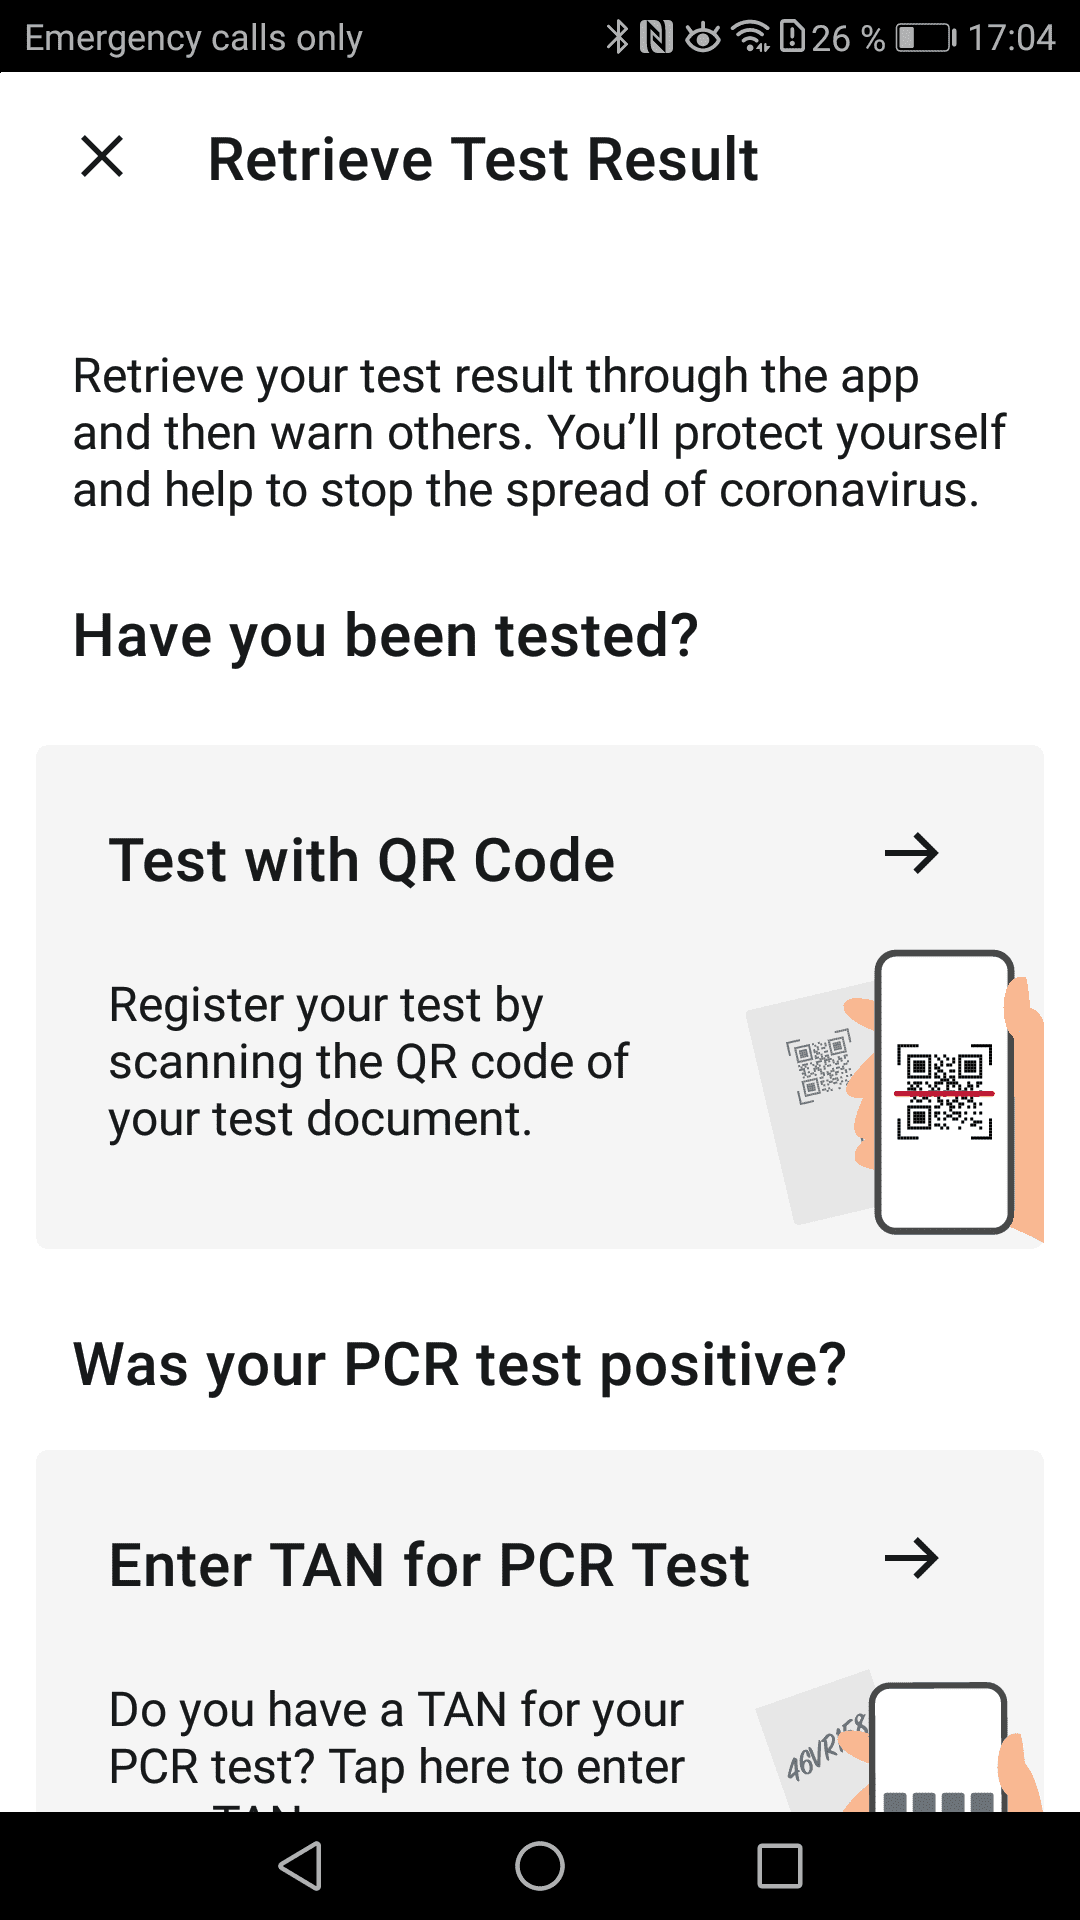 Emergency calls only 26 % 17:04
Retrieve Test Result
Retrieve your test result through the app
and then warn others. You’ll protect yourself
and help to stop the spread of coronavirus.
Have you been tested?
Test with QR Code
Register your test by
scanning the QR code of
your test document.
Was your PCR test positive?
Enter TAN for PCR Test
Do you have a TAN for your
PCR test? Tap here to enter
TAN